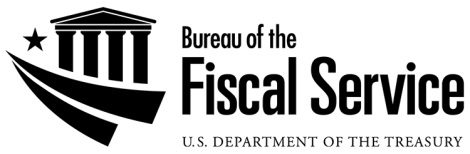 Bureau of the
Fiscal Service
U.S. DEPARTMENT OF THE TREASURY